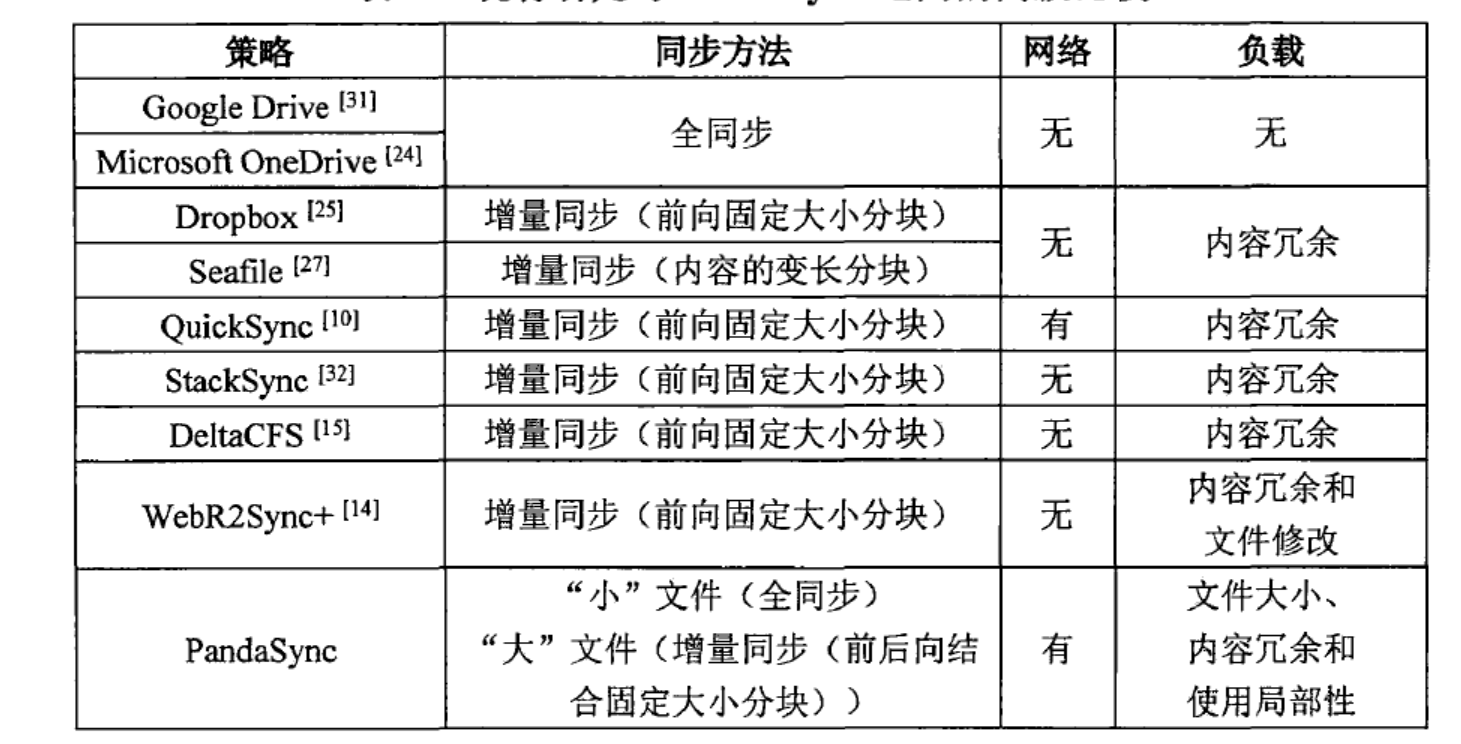 策略 同步方法 网络 负载
Google Drive [31] 全同步 无 无
Microsoft OneDrive [24]
Dropbox [25] 增量同步（前向固定大小分块） 无 内容冗余
Seafile [27] 增量同步（内容的变长分块）
QuickSync [10] 增量同步（前向固定大小分块） 有 内容冗余
StackSync [32] 增量同步（前向固定大小分块） 无 内容冗余
DeltaCFS [15] 增量同步（前向固定大小分块） 无 内容冗余
WebR2Sync+ [14] 增量同步（前向固定大小分块） 无 内容冗余和
文件修改
“小”文件（全同步） 文件大小、
PandaSync “大”文件（增量同步（前后向结 有 内容冗余和
合固定大小分块）） 使用局部性